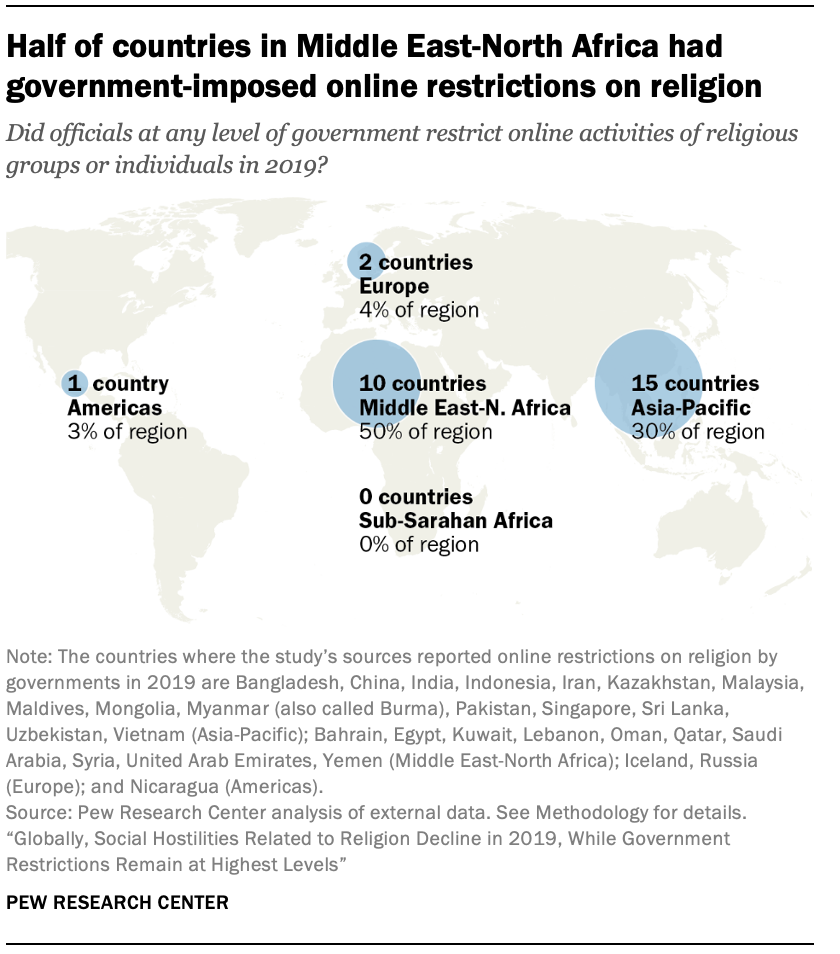 Half of countries in Middle East-North Africa had
government-imposed online restrictions on religion
Did officials at any level of government restrict online activities of religious
groups or individuals in 2019?
2 countries
Europe
4% of region
1 country
Americas
3% of region
10 countries
Middle East-N. Africa
50% of region
15 countries
Asia-Pacific
30% of region
0 countries
Sub-Sarahan Africa
0% of region
Note: The countries where the study’s sources reported online restrictions on religion by
governments in 2019 are Bangladesh, China, India, Indonesia, Iran, Kazakhstan, Malaysia,
Maldives, Mongolia, Myanmar (also called Burma), Pakistan, Singapore, Sri Lanka,
Uzbekistan, Vietnam (Asia-Pacific); Bahrain, Egypt, Kuwait, Lebanon, Oman, Qatar, Saudi
Arabia, Syria, United Arab Emirates, Yemen (Middle East-North Africa); Iceland, Russia
(Europe); and Nicaragua (Americas).
Source: Pew Research Center analysis of external data. See Methodology for details.
“Globally, Social Hostilities Related to Religion Decline in 2019, While Government
Restrictions Remain at Highest Levels”
PEW RESEARCH CENTER